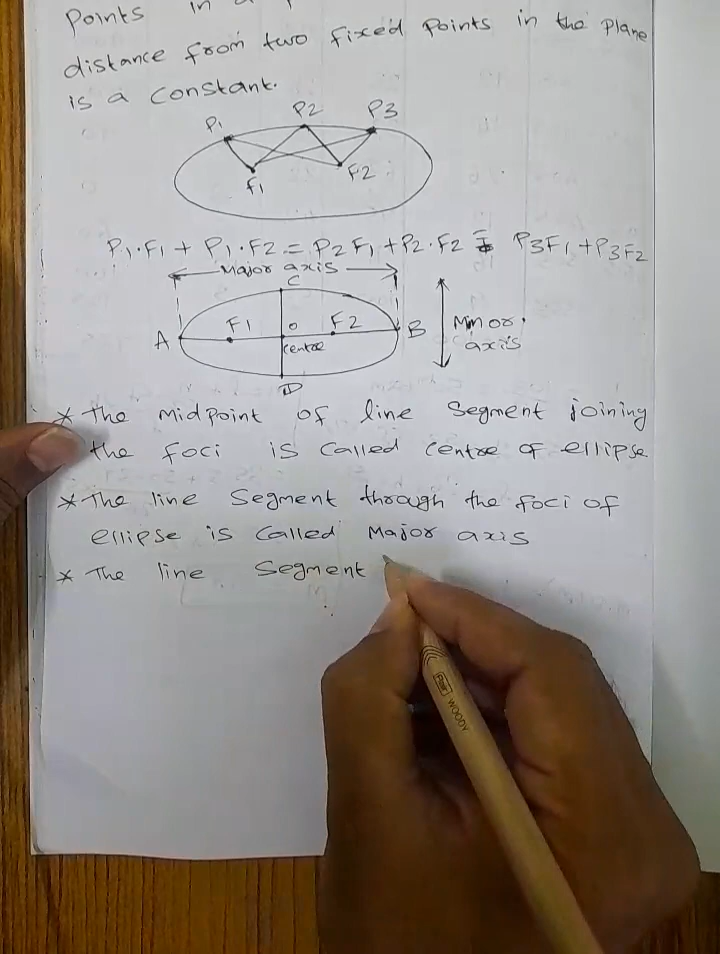 Points in a
distance from two fixed points in the plane
is a constant.
P1 P2 P3
F1 F2
P1.F1 + P1.F2 = P2F1 + P2.F2 = P3F1 + P3F2
Major axis
C
A F1 o F2 B Minor
centre axis
D
* The midpoint of line segment joining
the foci is called centre of ellipse
* The line segment through the foci of
ellipse is called Major axis
* The line segment
Pair WOODY